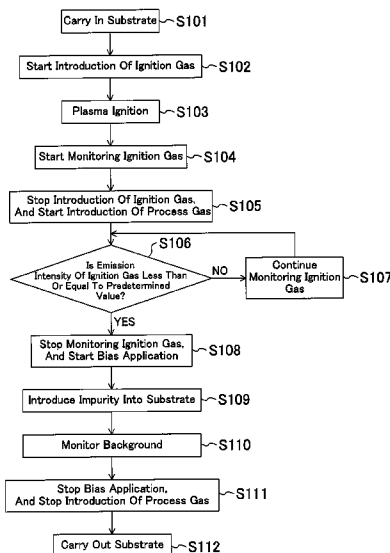 Carry In Substrate S101
Start Introduction Of Ignition Gas S102
Plasma Ignition S103
Start Monitoring Ignition Gas S104
Stop Introduction Of Ignition Gas,
And Start Introduction Of Process Gas S105
S106
Is Emission
Intensity Of Ignition Gas Less Than
Or Equal To Predetermined
Value?
NO
Continue
Monitoring Ignition
Gas
S107
YES
Stop Monitoring Ignition Gas,
And Start Bias Application S108
Introduce Impurity Into Substrate S109
Monitor Background S110
Stop Bias Application,
And Stop Introduction Of Process Gas S111
Carry Out Substrate S112